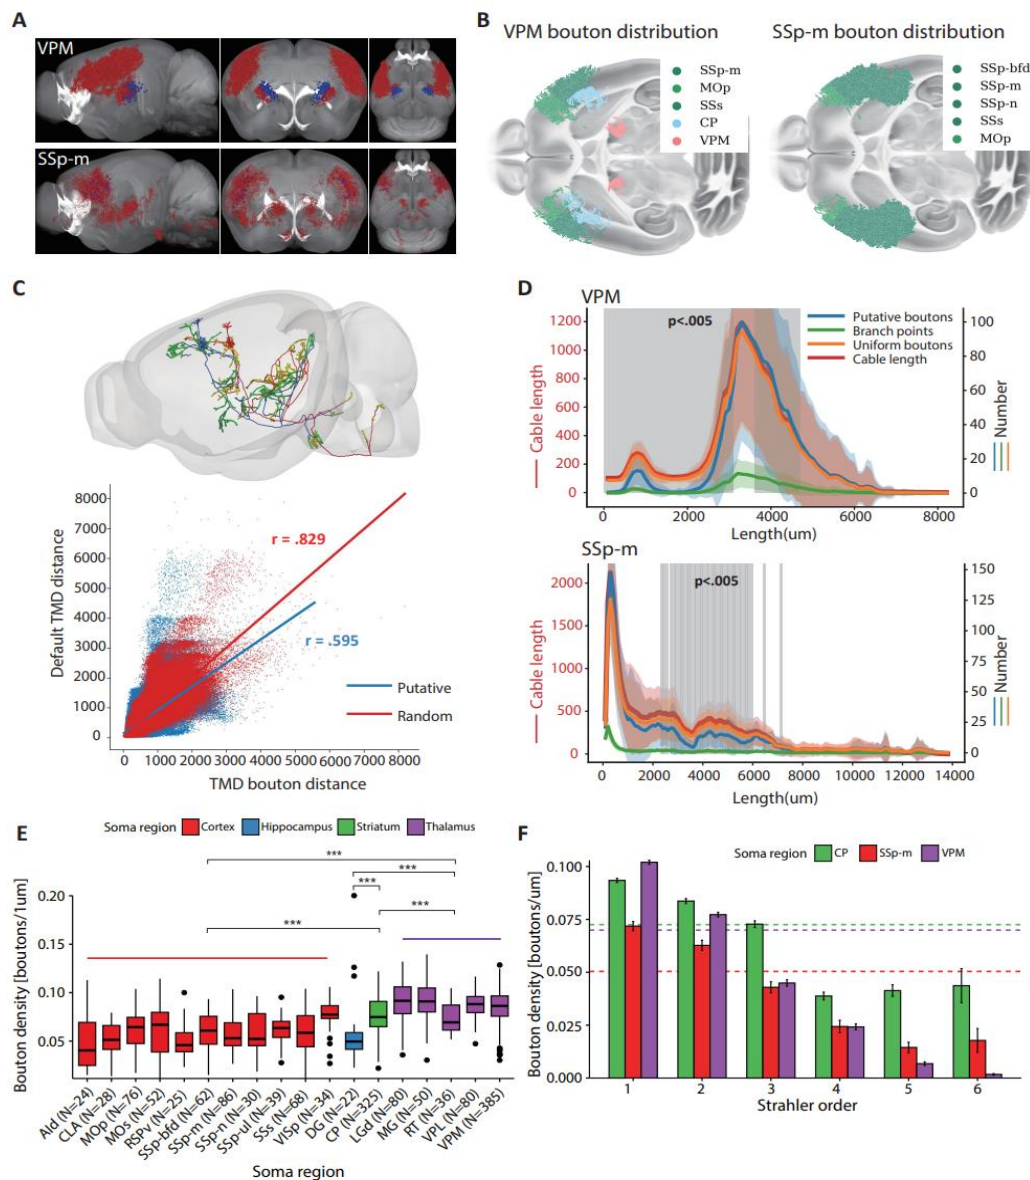 A
VPM
SSp-m
B
VPM bouton distribution
SSp-m
MOp
SSs
CP
VPM
SSp-m bouton distribution
SSp-bfd
SSp-m
SSp-n
SSs
MOp
C
8000
7000
6000
5000
4000
3000
2000
1000
0
Default TMD distance
r = .829
r = .595
Putative
Random
0 1000 2000 3000 4000 5000 6000 7000 8000
TMD bouton distance
D
VPM
p<.005
Putative boutons
Branch points
Uniform boutons
Cable length
1200
1000
800
600
400
200
0
Cable length
100
80
60
40
20
0
Number
0 2000 4000 6000 8000
Length(um)
SSp-m
p<.005
2000
1500
1000
500
0
Cable length
150
125
100
75
50
25
0
Number
0 2000 4000 6000 8000 10000 12000 14000
Length(um)
E
Soma region Cortex Hippocampus Striatum Thalamus
***
***
***
***
0.20
0.15
0.10
0.05
Bouton density [boutons/1um]
AId (N=24)
CLA (N=28)
MOp (N=76)
MOs (N=52)
RSPv (N=25)
SSp-bfd (N=62)
SSp-m (N=86)
SSp-n (N=30)
SSp-ul (N=39)
SSs (N=68)
VISp (N=34)
DG (N=22)
CP (N=325)
LGd (N=80)
MG (N=50)
RT (N=36)
VPL (N=80)
VPM (N=385)
Soma region
F
Soma region CP SSp-m VPM
0.100
0.075
0.050
0.025
0.000
Bouton density [boutons/um]
1 2 3 4 5 6
Strahler order